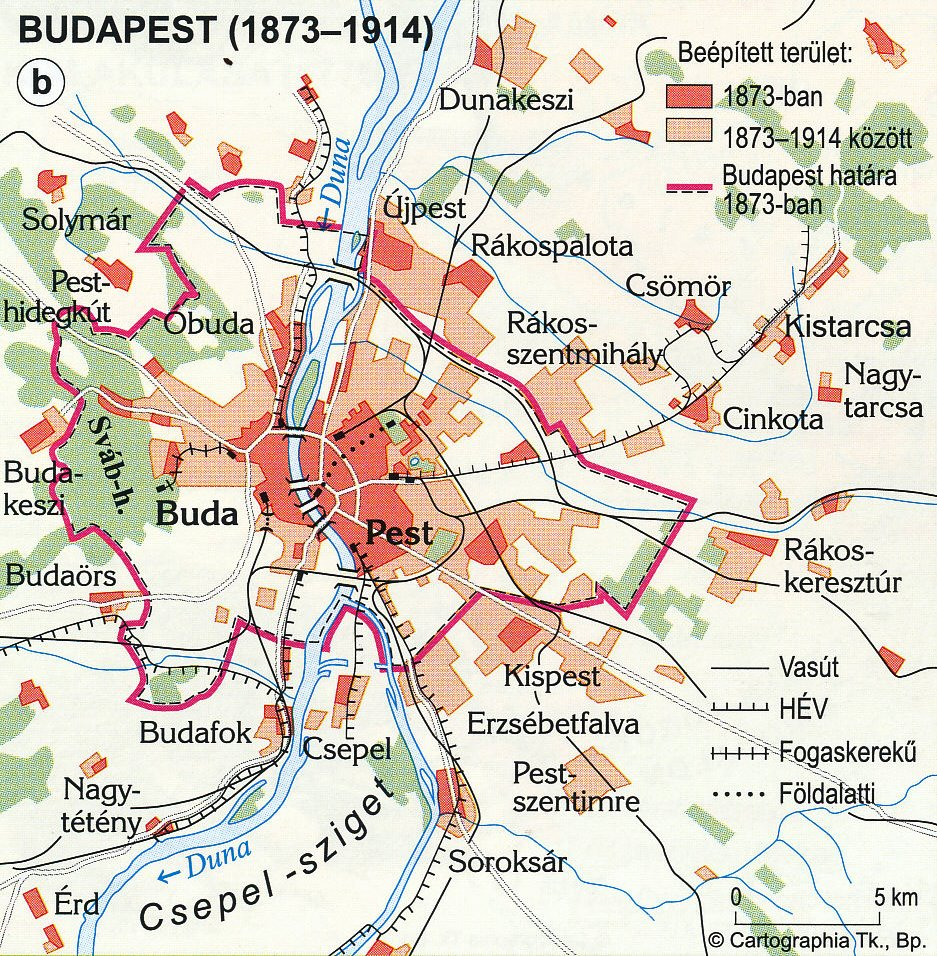 BUDAPEST (1873–1914)
b
Beépített terület:
1873-ban
1873–1914 között
Budapest határa
1873-ban
Dunakeszi
← Duna
Újpest
Solymár
Rákospalota
Pest-
hidegkút
Csömör
Óbuda
Rákos-
szentmihály
Kistarcsa
Nagy-
tarcsa
Cinkota
Sváb-h.
Buda-
keszi
Buda
Pest
Rákos-
keresztúr
Budaörs
Kispest
Vasút
Erzsébetfalva
HÉV
Budafok
Csepel
Fogaskerekű
Pest-
szentimre
Földalatti
Nagy-
tétény
Csepel-sziget
← Duna
Soroksár
Érd
0 5 km
© Cartographia Tk., Bp.